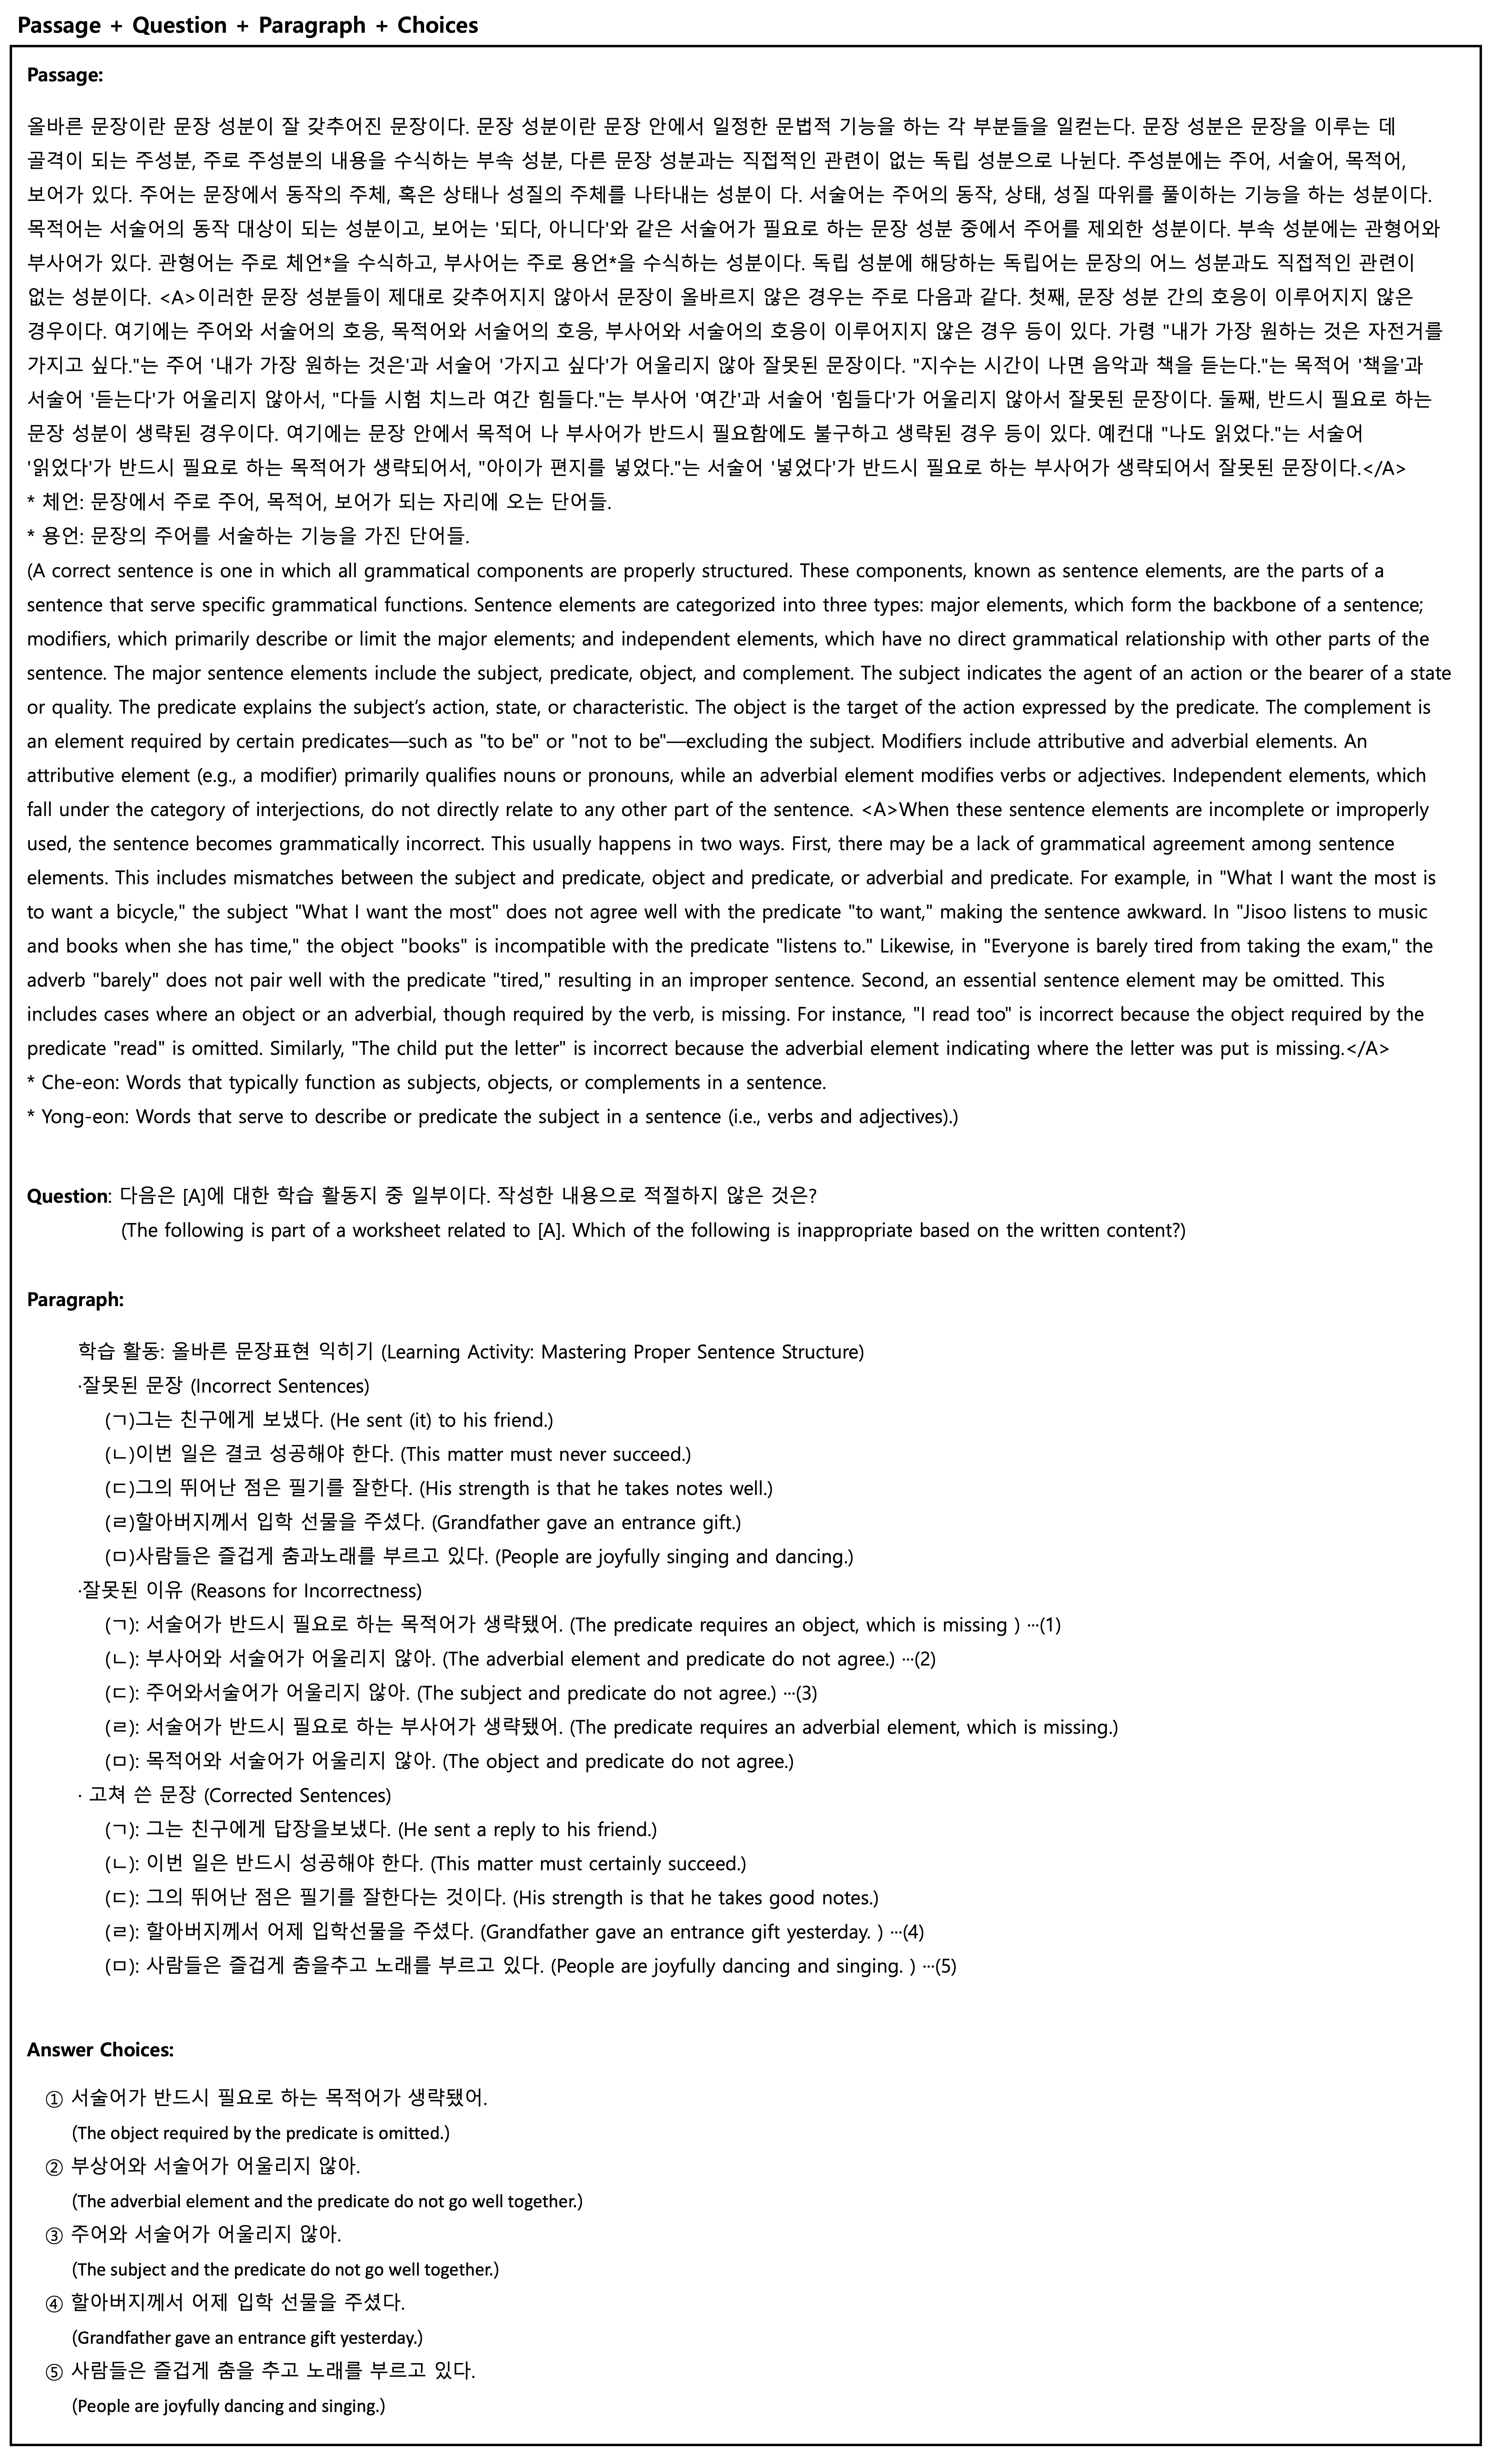 Passage + Question + Paragraph + Choices
Passage:
올바른 문장이란 문장 성분이 잘 갖추어진 문장이다. 문장 성분이란 문장 안에서 일정한 문법적 기능을 하는 각 부분들을 일컫는다. 문장 성분은 문장을 이루는 데
골격이 되는 주성분, 주로 주성분의 내용을 수식하는 부속 성분, 다른 문장 성분과는 직접적인 관련이 없는 독립 성분으로 나뉜다. 주성분에는 주어, 서술어, 목적어,
보어가 있다. 주어는 문장에서 동작의 주체, 혹은 상태나 성질의 주체를 나타내는 성분이 다. 서술어는 주어의 동작, 상태, 성질 따위를 풀이하는 기능을 하는 성분이다.
목적어는 서술어의 동작 대상이 되는 성분이고, 보어는 '되다, 아니다'와 같은 서술어가 필요로 하는 문장 성분 중에서 주어를 제외한 성분이다. 부속 성분에는 관형어와
부사어가 있다. 관형어는 주로 체언*을 수식하고, 부사어는 주로 용언*을 수식하는 성분이다. 독립 성분에 해당하는 독립어는 문장의 어느 성분과도 직접적인 관련이
없는 성분이다. <A>이러한 문장 성분들이 제대로 갖추어지지 않아서 문장이 올바르지 않은 경우는 주로 다음과 같다. 첫째, 문장 성분 간의 호응이 이루어지지 않은
경우이다. 여기에는 주어와 서술어의 호응, 목적어와 서술어의 호응, 부사어와 서술어의 호응이 이루어지지 않은 경우 등이 있다. 가령 "내가 가장 원하는 것은 자전거를
가지고 싶다."는 주어 '내가 가장 원하는 것은'과 서술어 '가지고 싶다'가 어울리지 않아 잘못된 문장이다. "지수는 시간이 나면 음악과 책을 듣는다."는 목적어 '책을'과
서술어 '듣는다'가 어울리지 않아서, "다들 시험 치느라 여간 힘들다."는 부사어 '여간'과 서술어 '힘들다'가 어울리지 않아서 잘못된 문장이다. 둘째, 반드시 필요로 하는
문장 성분이 생략된 경우이다. 여기에는 문장 안에서 목적어 나 부사어가 반드시 필요함에도 불구하고 생략된 경우 등이 있다. 예컨대 "나도 읽었다."는 서술어
'읽었다'가 반드시 필요로 하는 목적어가 생략되어서, "아이가 편지를 넣었다."는 서술어 '넣었다'가 반드시 필요로 하는 부사어가 생략되어서 잘못된 문장이다.</A>
* 체언: 문장에서 주로 주어, 목적어, 보어가 되는 자리에 오는 단어들.
* 용언: 문장의 주어를 서술하는 기능을 가진 단어들.
(A correct sentence is one in which all grammatical components are properly structured. These components, known as sentence elements, are the parts of a
sentence that serve specific grammatical functions. Sentence elements are categorized into three types: major elements, which form the backbone of a sentence;
modifiers, which primarily describe or limit the major elements; and independent elements, which have no direct grammatical relationship with other parts of the
sentence. The major sentence elements include the subject, predicate, object, and complement. The subject indicates the agent of an action or the bearer of a state
or quality. The predicate explains the subject's action, state, or characteristic. The object is the target of the action expressed by the predicate. The complement is
an element required by certain predicates—such as "to be" or "not to be"—excluding the subject. Modifiers include attributive and adverbial elements. An
attributive element (e.g., a modifier) primarily qualifies nouns or pronouns, while an adverbial element modifies verbs or adjectives. Independent elements, which
fall under the category of interjections, do not directly relate to any other part of the sentence. <A>When these sentence elements are incomplete or improperly
used, the sentence becomes grammatically incorrect. This usually happens in two ways. First, there may be a lack of grammatical agreement among sentence
elements. This includes mismatches between the subject and predicate, object and predicate, or adverbial and predicate. For example, in "What I want the most is
to want a bicycle," the subject "What I want the most" does not agree well with the predicate "to want," making the sentence awkward. In "Jisoo listens to music
and books when she has time," the object "books" is incompatible with the predicate "listens to." Likewise, in "Everyone is barely tired from taking the exam," the
adverb "barely" does not pair well with the predicate "tired," resulting in an improper sentence. Second, an essential sentence element may be omitted. This
includes cases where an object or an adverbial, though required by the verb, is missing. For instance, "I read too" is incorrect because the object required by the
predicate "read" is omitted. Similarly, "The child put the letter" is incorrect because the adverbial element indicating where the letter was put is missing.</A>
* Che-eon: Words that typically function as subjects, objects, or complements in a sentence.
* Yong-eon: Words that serve to describe or predicate the subject in a sentence (i.e., verbs and adjectives).)
Question: 다음은 [A]에 대한 학습 활동지 중 일부이다. 작성한 내용으로 적절하지 않은 것은?
(The following is part of a worksheet related to [A]. Which of the following is inappropriate based on the written content?)
Paragraph:
학습 활동: 올바른 문장표현 익히기 (Learning Activity: Mastering Proper Sentence Structure)
·잘못된 문장 (Incorrect Sentences)
(ㄱ)그는 친구에게 보냈다. (He sent (it) to his friend.)
(ㄴ)이번 일은 결코 성공해야 한다. (This matter must never succeed.)
(ㄷ)그의 뛰어난 점은 필기를 잘한다. (His strength is that he takes notes well.)
(ㄹ)할아버지께서 입학 선물을 주셨다. (Grandfather gave an entrance gift.)
(ㅁ)사람들은 즐겁게 춤과노래를 부르고 있다. (People are joyfully singing and dancing.)
·잘못된 이유 (Reasons for Incorrectness)
(ㄱ): 서술어가 반드시 필요로 하는 목적어가 생략됐어. (The predicate requires an object, which is missing ) ···(1)
(ㄴ): 부사어와 서술어가 어울리지 않아. (The adverbial element and predicate do not agree.) ···(2)
(ㄷ): 주어와서술어가 어울리지 않아. (The subject and predicate do not agree.) ···(3)
(ㄹ): 서술어가 반드시 필요로 하는 부사어가 생략됐어. (The predicate requires an adverbial element, which is missing.)
(ㅁ): 목적어와 서술어가 어울리지 않아. (The object and predicate do not agree.)
· 고쳐 쓴 문장 (Corrected Sentences)
(ㄱ): 그는 친구에게 답장을보냈다. (He sent a reply to his friend.)
(ㄴ): 이번 일은 반드시 성공해야 한다. (This matter must certainly succeed.)
(ㄷ): 그의 뛰어난 점은 필기를 잘한다는 것이다. (His strength is that he takes good notes.)
(ㄹ): 할아버지께서 어제 입학선물을 주셨다. (Grandfather gave an entrance gift yesterday. ) ···(4)
(ㅁ): 사람들은 즐겁게 춤을추고 노래를 부르고 있다. (People are joyfully dancing and singing. ) ···(5)
Answer Choices:
① 서술어가 반드시 필요로 하는 목적어가 생략됐어.
(The object required by the predicate is omitted.)
② 부상어와 서술어가 어울리지 않아.
(The adverbial element and the predicate do not go well together.)
③ 주어와 서술어가 어울리지 않아.
(The subject and the predicate do not go well together.)
④ 할아버지께서 어제 입학 선물을 주셨다.
(Grandfather gave an entrance gift yesterday.)
⑤ 사람들은 즐겁게 춤을 추고 노래를 부르고 있다.
(People are joyfully dancing and singing.)